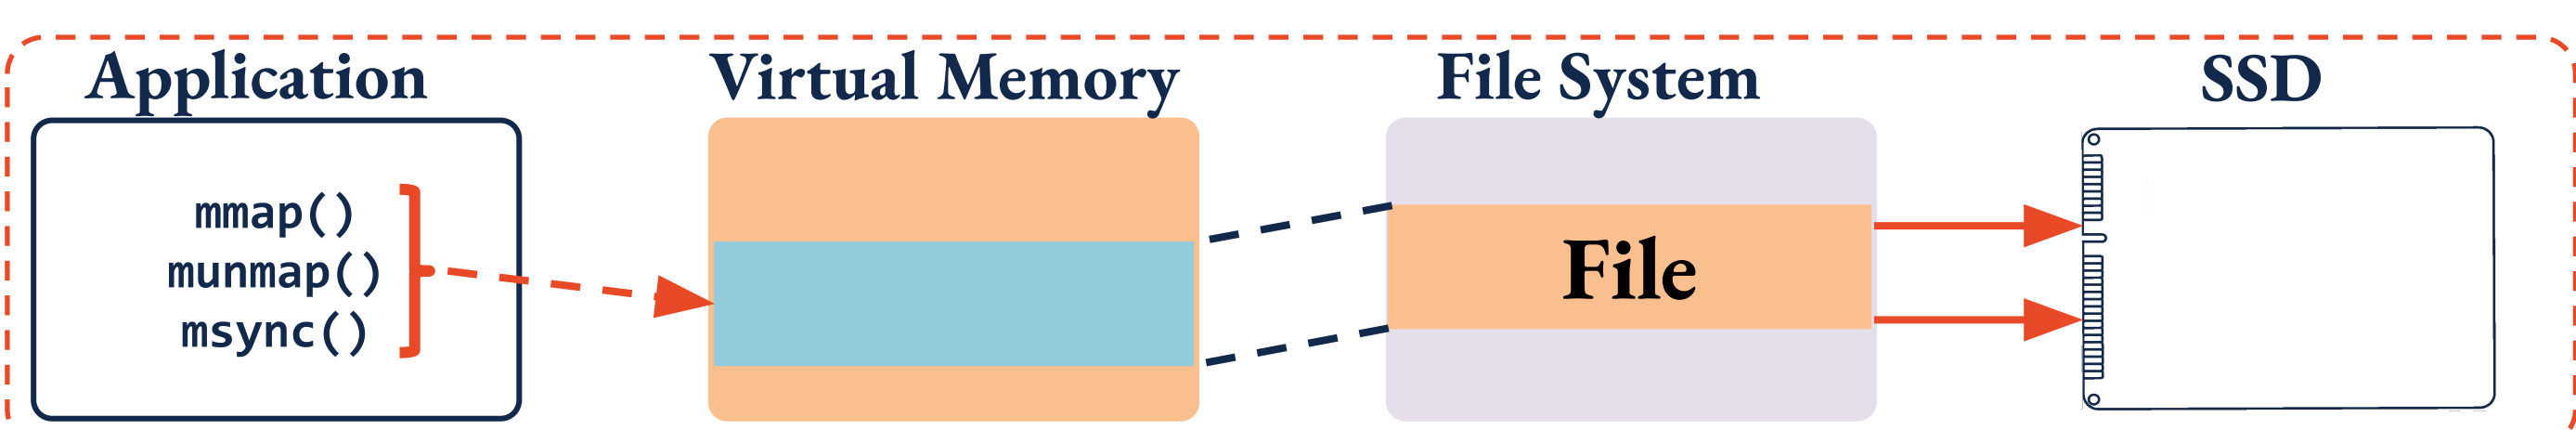 Application
Virtual Memory
File System
SSD
mmap()
munmap()
msync()
File